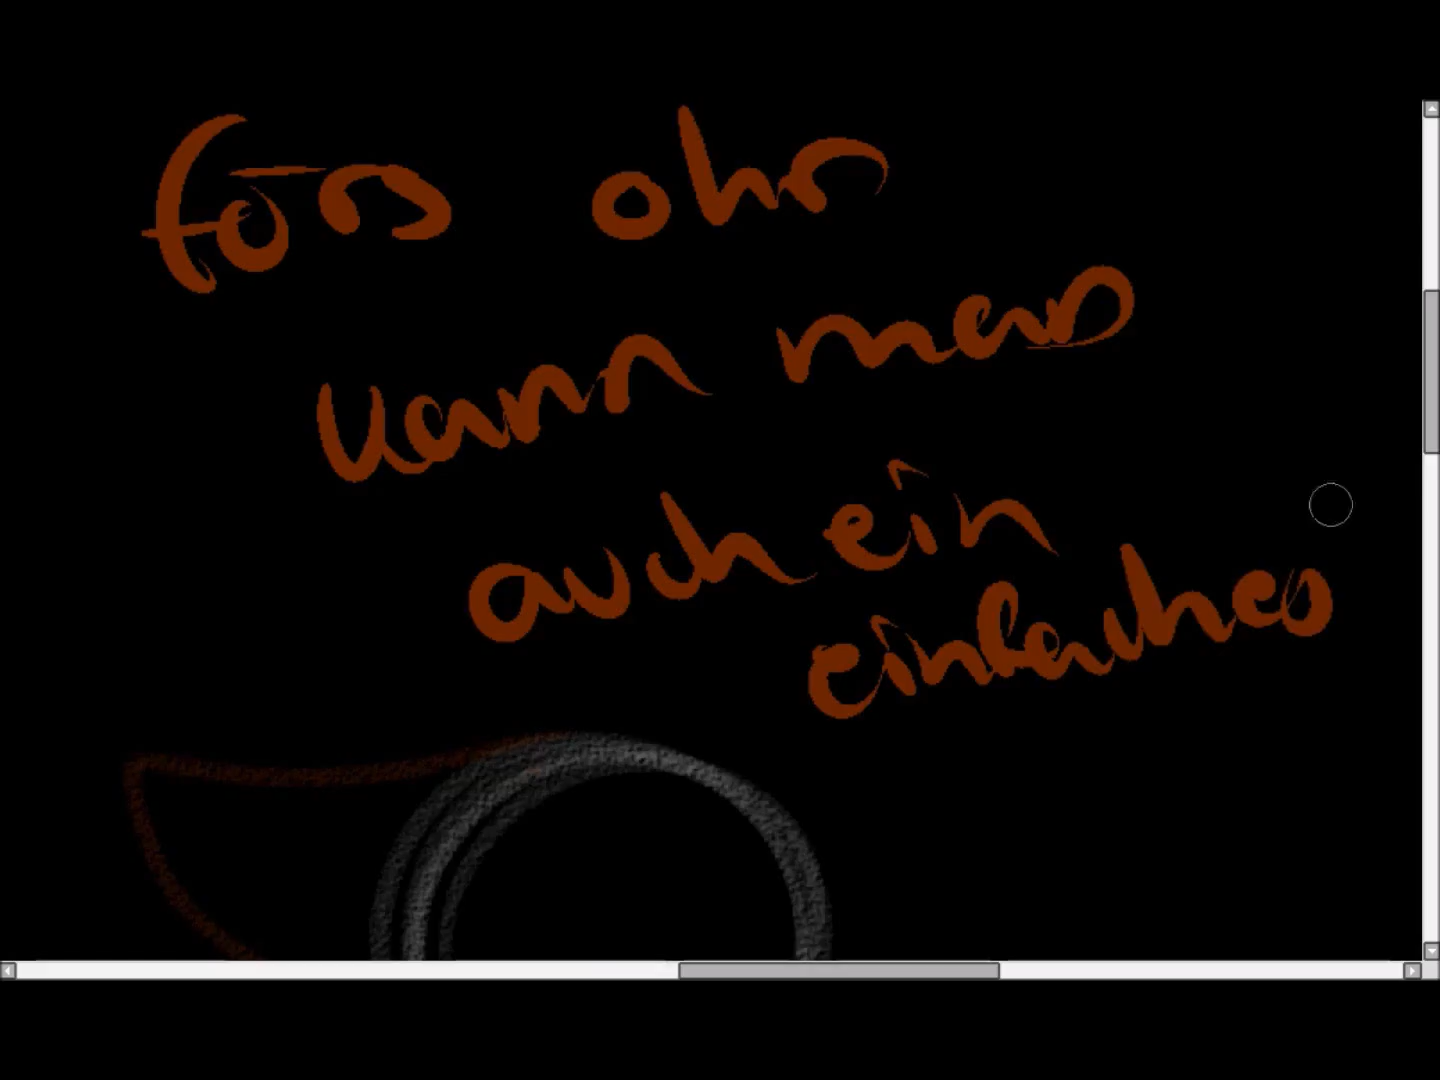 fürs ohr
kann man
auch ein
einfaches